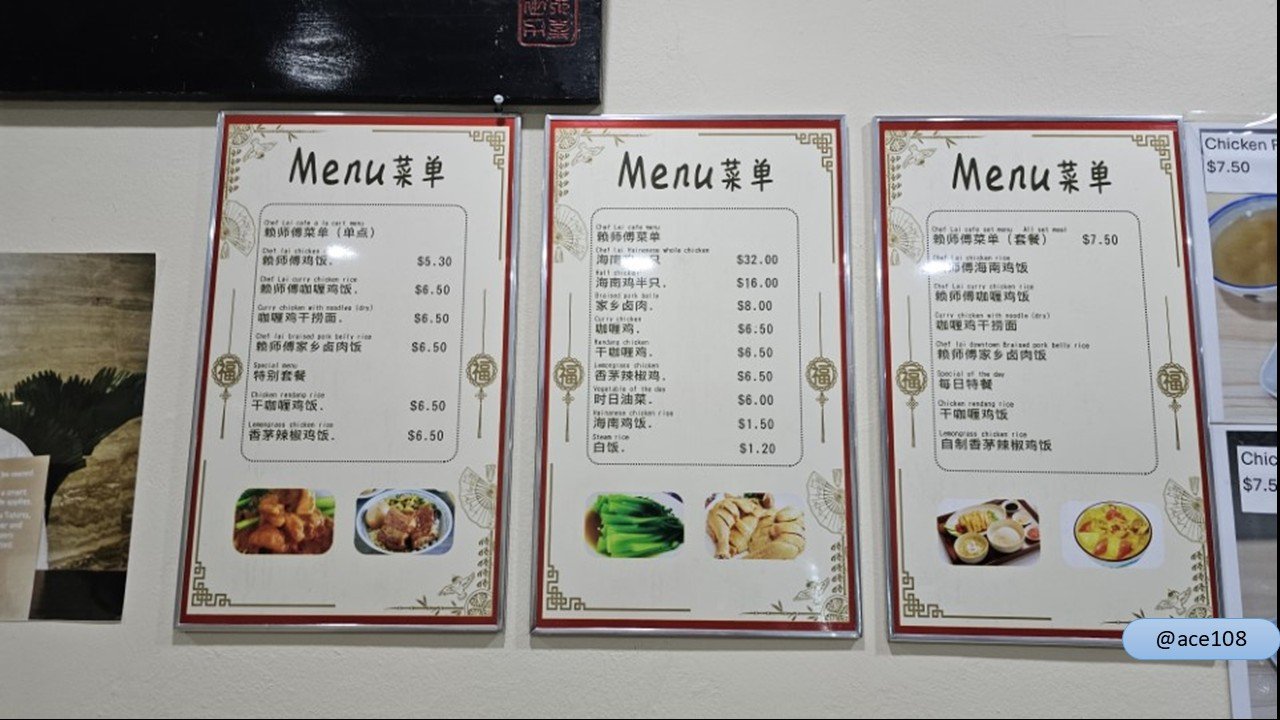 Menu菜单
Chef Lai cafe a la cart menu
赖师傅菜单（单点）
Chef lai chicken
赖师傅鸡饭. $5.30
Chef Lai curry chicken rice
赖师傅咖喱鸡饭. $6.50
Curry chicken with noodles (dry)
咖喱鸡干捞面. $6.50
Chef lai braised pork belly rice
赖师傅家乡卤肉饭 $6.50
Special menu
特别套餐
Chicken rendang rice
干咖喱鸡饭. $6.50
Lemongrass chicken rice
香茅辣椒鸡饭. $6.50
福
福
Menu菜单
Chef Lai cafe menu
赖师傅菜单
Chef lai Hainanese whole chicken
海南 只 $32.00
Half chicken
海南鸡半只. $16.00
Braised pork belly
家乡卤肉. $8.00
Curry chicken
咖喱鸡. $6.50
Rendang chicken
干咖喱鸡. $6.50
Lemongrass chicken
香茅辣椒鸡. $6.50
Vegetable of the day
时日油菜. $6.00
Hainanese chicken rice
海南鸡饭. $1.50
Steam rice
白饭. $1.20
福
福
Menu菜单
Chef Lai cafe set menu All set meal
赖师傅菜单（套餐） $7.50
Chef lai chicken rice
师傅海南鸡饭
Chef Lai curry chicken rice
赖师傅咖喱鸡饭
Curry chicken with noodle (dry)
咖喱鸡干捞面
Chef lai downtown Braised pork belly rice
赖师傅家乡卤肉饭
Special of the day
每日特餐
Chicken rendang rice
干咖喱鸡饭
Lemongrass chicken rice
自制香茅辣椒鸡饭
福
福
Chicken
$7.50
Chic
$7.5
@ace108